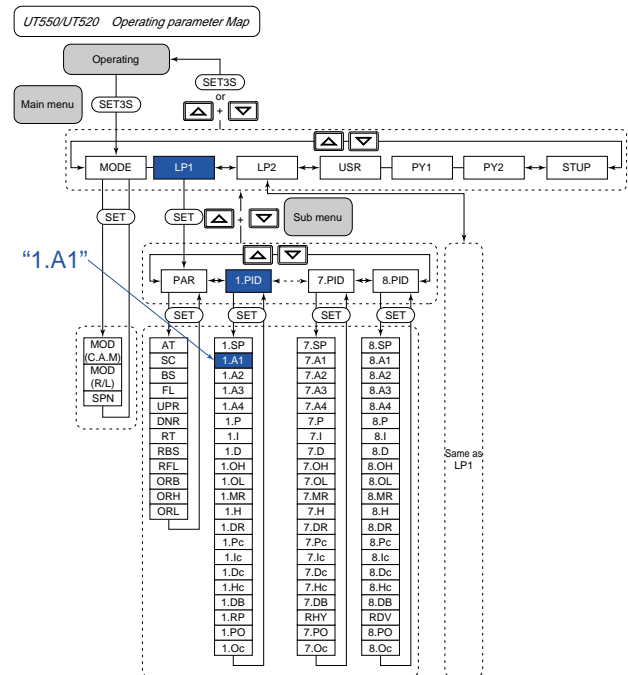 UT550/UT520 Operating parameter Map
Operating
SET3S
or
+
Main menu
SET3S
MODE
LP1
LP2
USR
PY1
PY2
STUP
SET
SET
+
Sub menu
"1.A1"
PAR
1.PID
7.PID
8.PID
SET
SET
SET
SET
MOD
(C.A.M)
MOD
(R/L)
SPN
AT
SC
BS
FL
UPR
DNR
RT
RBS
RFL
ORB
ORH
ORL
1.SP
1.A1
1.A2
1.A3
1.A4
1.P
1.I
1.D
1.OH
1.OL
1.MR
1.H
1.DR
1.Pc
1.Ic
1.Dc
1.Hc
1.DB
1.RP
1.PO
1.Oc
7.SP
7.A1
7.A2
7.A3
7.A4
7.P
7.I
7.D
7.OH
7.OL
7.MR
7.H
7.DR
7.Pc
7.Ic
7.Dc
7.Hc
7.DB
RHY
7.PO
7.Oc
8.SP
8.A1
8.A2
8.A3
8.A4
8.P
8.I
8.D
8.OH
8.OL
8.MR
8.H
8.DR
8.Pc
8.Ic
8.Dc
8.Hc
8.DB
RDV
8.PO
8.Oc
Same as
LP1